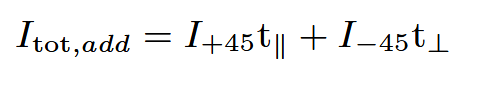 I_{tot,add} = I_{+45}t_{∥} + I_{−45}t_{⊥}